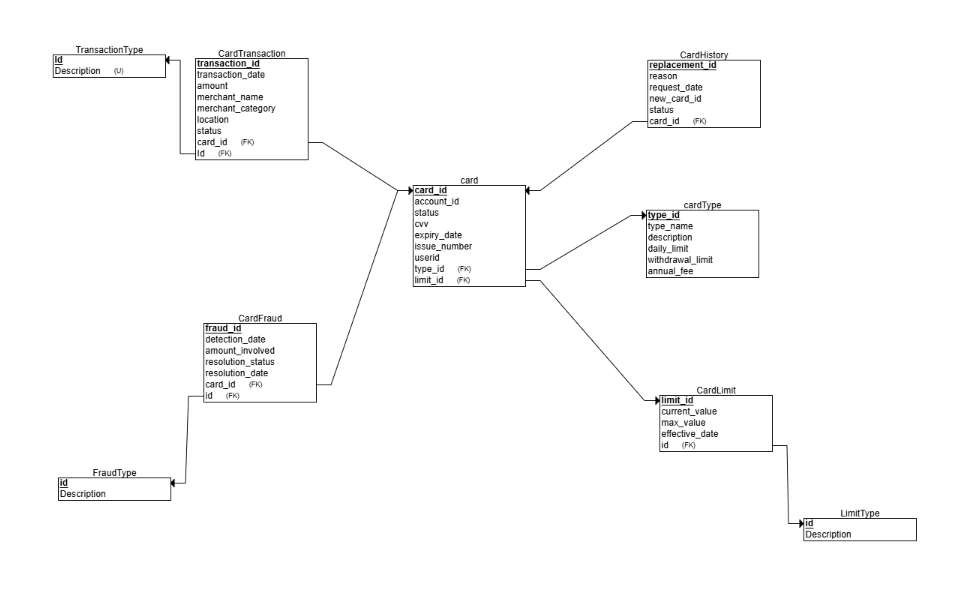 TransactionType
Id
Description (U)
CardTransaction
transaction_id
transaction_date
amount
merchant_name
merchant_category
location
status
card_id (FK)
Id (FK)
CardHistory
replacement_id
reason
request_date
new_card_id
status
card_id (FK)
card
card_id
account_id
status
cvv
expiry_date
issue_number
userid
type_id (FK)
limit_id (FK)
cardType
type_id
type_name
description
daily_limit
withdrawal_limit
annual_fee
CardFraud
fraud_id
detection_date
amount_involved
resolution_status
resolution_date
card_id (FK)
id (FK)
CardLimit
limit_id
current_value
max_value
effective_date
id (FK)
FraudType
id
Description
LimitType
id
Description